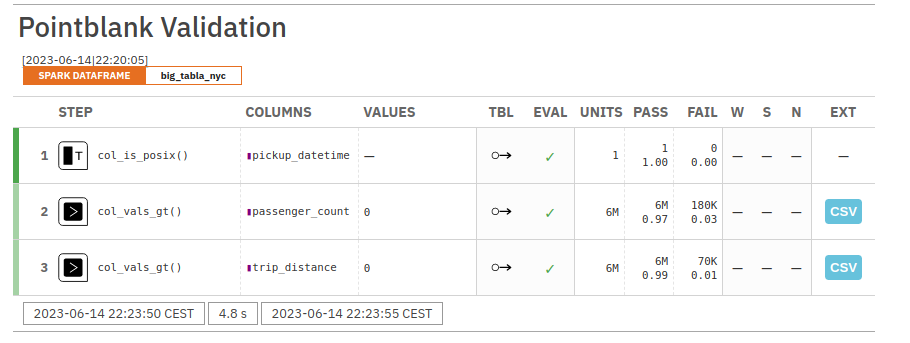 Pointblank Validation
[2023-06-14|22:20:05]
SPARK DATAFRAME big_tabla_nyc
STEP COLUMNS VALUES TBL EVAL UNITS PASS FAIL W S N EXT
1 T col_is_posix() pickup_datetime — ✓ 1 1 0 — — — —
1.00 0.00
2 > col_vals_gt() passenger_count 0 ✓ 6M 6M 180K — — — CSV
0.97 0.03
3 > col_vals_gt() trip_distance 0 ✓ 6M 6M 70K — — — CSV
0.99 0.01
2023-06-14 22:23:50 CEST 4.8 s 2023-06-14 22:23:55 CEST